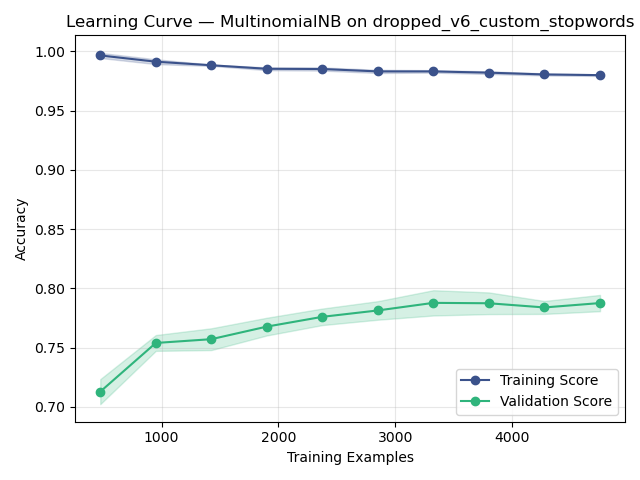 Learning Curve — MultinomialNB on dropped_v6_custom_stopwords
1.00
0.95
0.90
0.85
0.80
0.75
0.70
Accuracy
Training Score
Validation Score
1000 2000 3000 4000
Training Examples